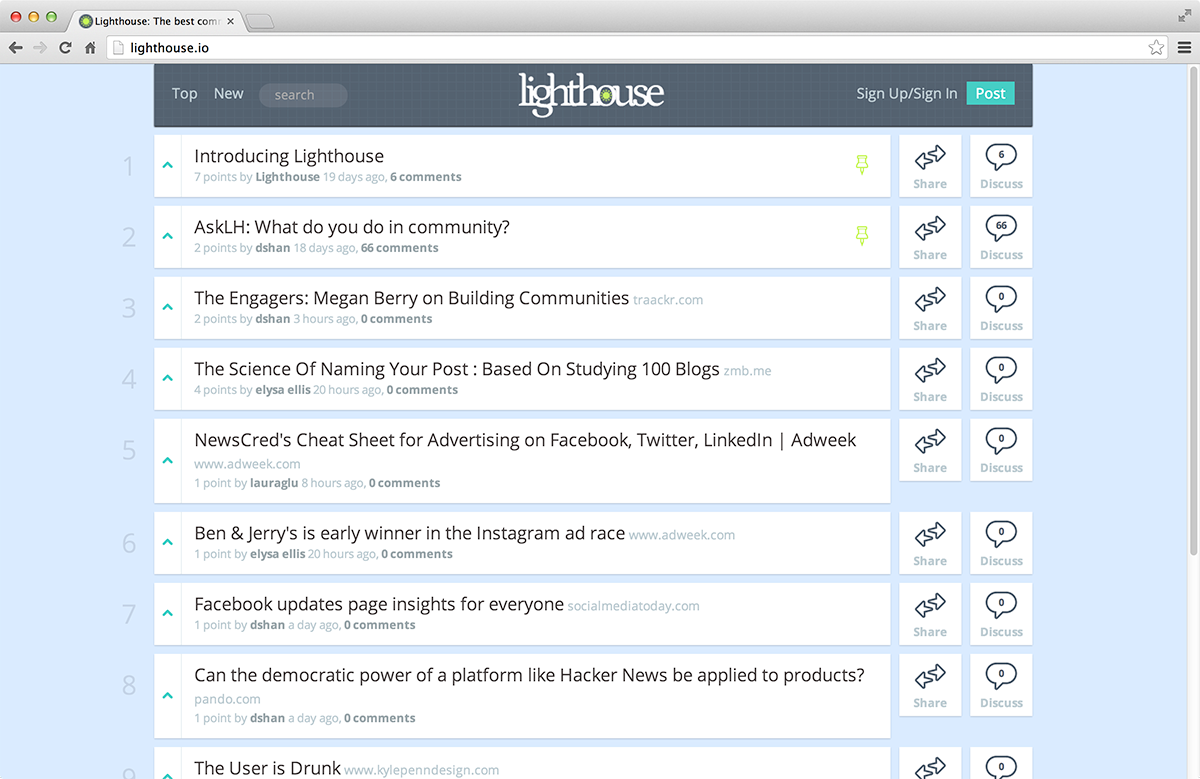 Lighthouse: The best com
lighthouse.io
Top New search lighthouse Sign Up/Sign In Post
1
Introducing Lighthouse
7 points by Lighthouse 19 days ago, 6 comments
Share
6
Discuss
2
AskLH: What do you do in community?
2 points by dshan 18 days ago, 66 comments
Share
66
Discuss
3
The Engagers: Megan Berry on Building Communities traackr.com
2 points by dshan 3 hours ago, 0 comments
Share
0
Discuss
4
The Science Of Naming Your Post : Based On Studying 100 Blogs zmb.me
4 points by elysa ellis 20 hours ago, 0 comments
Share
0
Discuss
5
NewsCred's Cheat Sheet for Advertising on Facebook, Twitter, LinkedIn | Adweek
www.adweek.com
1 point by lauraglu 8 hours ago, 0 comments
Share
0
Discuss
6
Ben & Jerry's is early winner in the Instagram ad race www.adweek.com
1 point by elysa ellis 20 hours ago, 0 comments
Share
0
Discuss
7
Facebook updates page insights for everyone socialmediatoday.com
1 point by dshan a day ago, 0 comments
Share
0
Discuss
8
Can the democratic power of a platform like Hacker News be applied to products?
pando.com
1 point by dshan a day ago, 0 comments
Share
0
Discuss
9
The User is Drunk www.kylepenndesign.com
0